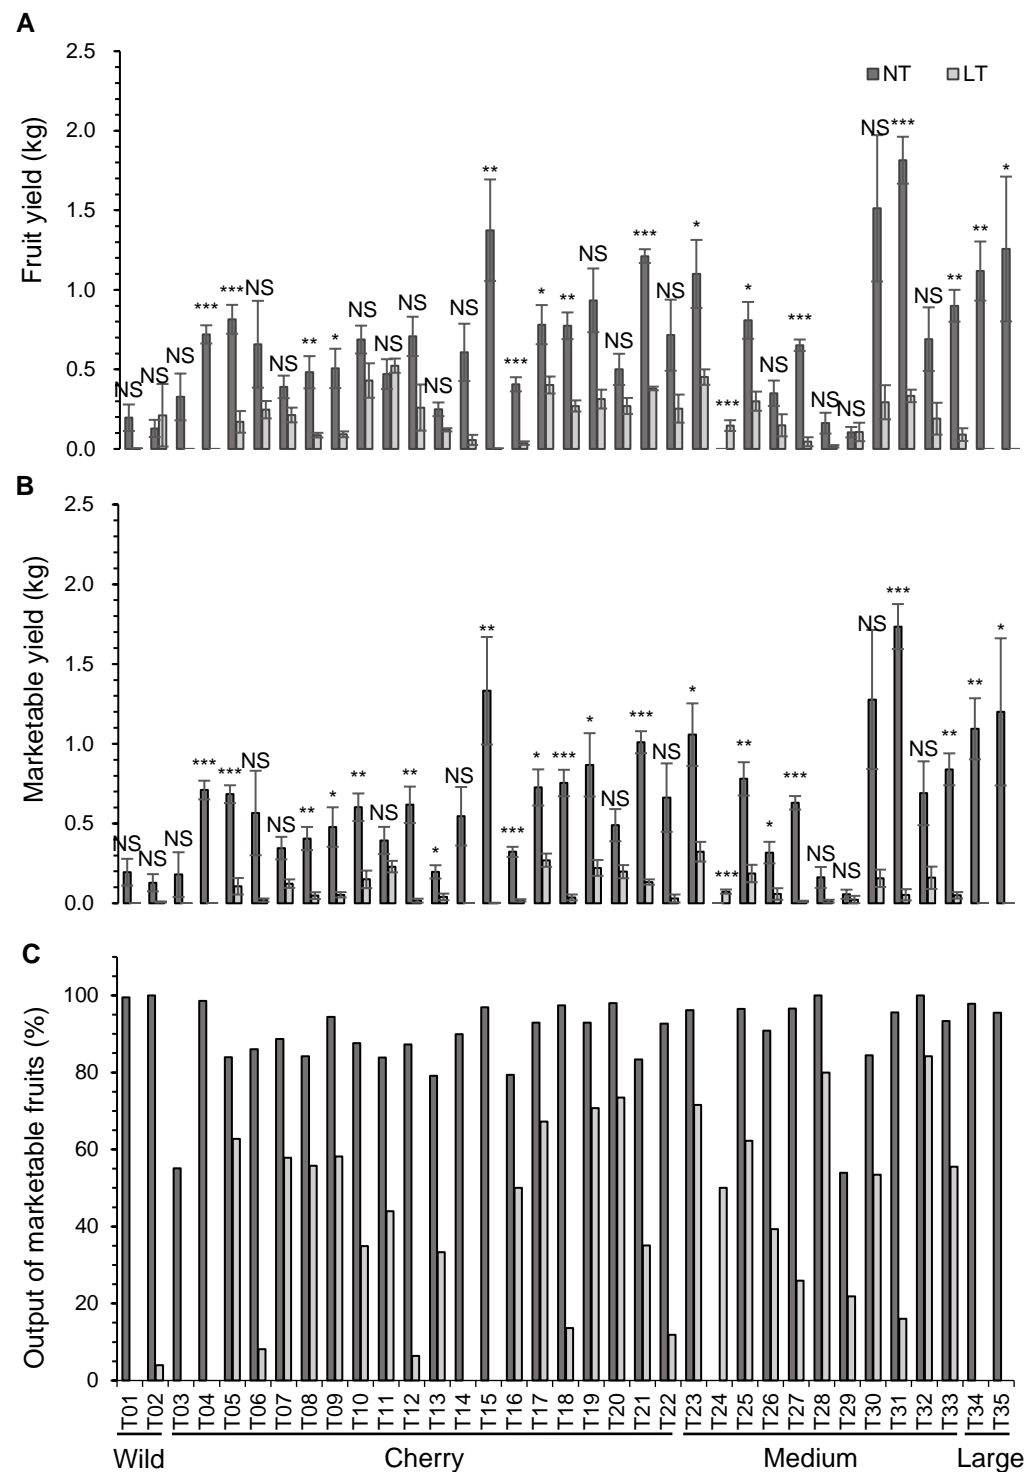 A
NT LT
Fruit yield (kg)
2.5
2.0
1.5
1.0
0.5
0.0
NS NS NS *** *** NS NS ** * NS NS NS NS NS ** *** * ** NS NS *** NS * *** * NS *** NS NS NS *** NS ** ** *
B
Marketable yield (kg)
2.5
2.0
1.5
1.0
0.5
0.0
NS NS NS *** *** NS NS ** * ** NS ** * NS ** *** * *** * NS *** NS * *** ** * *** NS NS NS *** NS ** ** *
C
Output of marketable fruits (%)
100
80
60
40
20
0
T01 T02 T03 T04 T05 T06 T07 T08 T09 T10 T11 T12 T13 T14 T15 T16 T17 T18 T19 T20 T21 T22 T23 T24 T25 T26 T27 T28 T29 T30 T31 T32 T33 T34 T35
Wild Cherry Medium Large